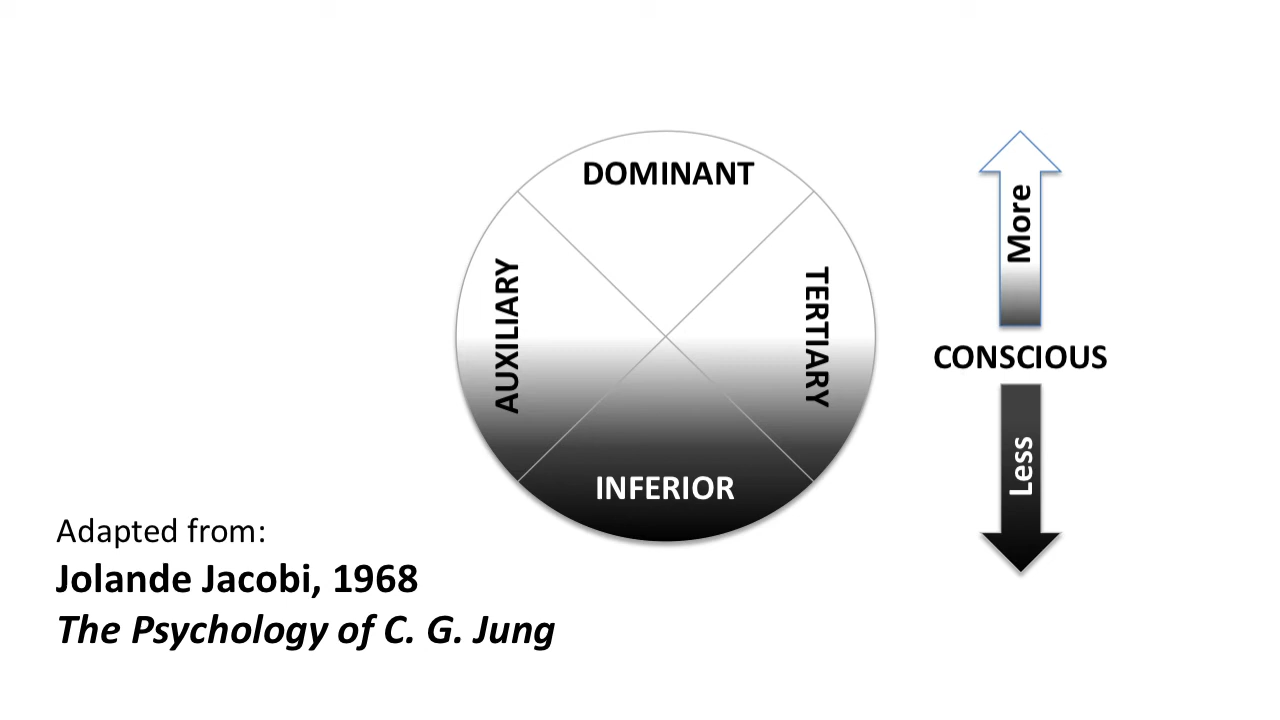 DOMINANT
AUXILIARY
TERTIARY
INFERIOR
More
CONSCIOUS
Less
Adapted from:
Jolande Jacobi, 1968
The Psychology of C. G. Jung